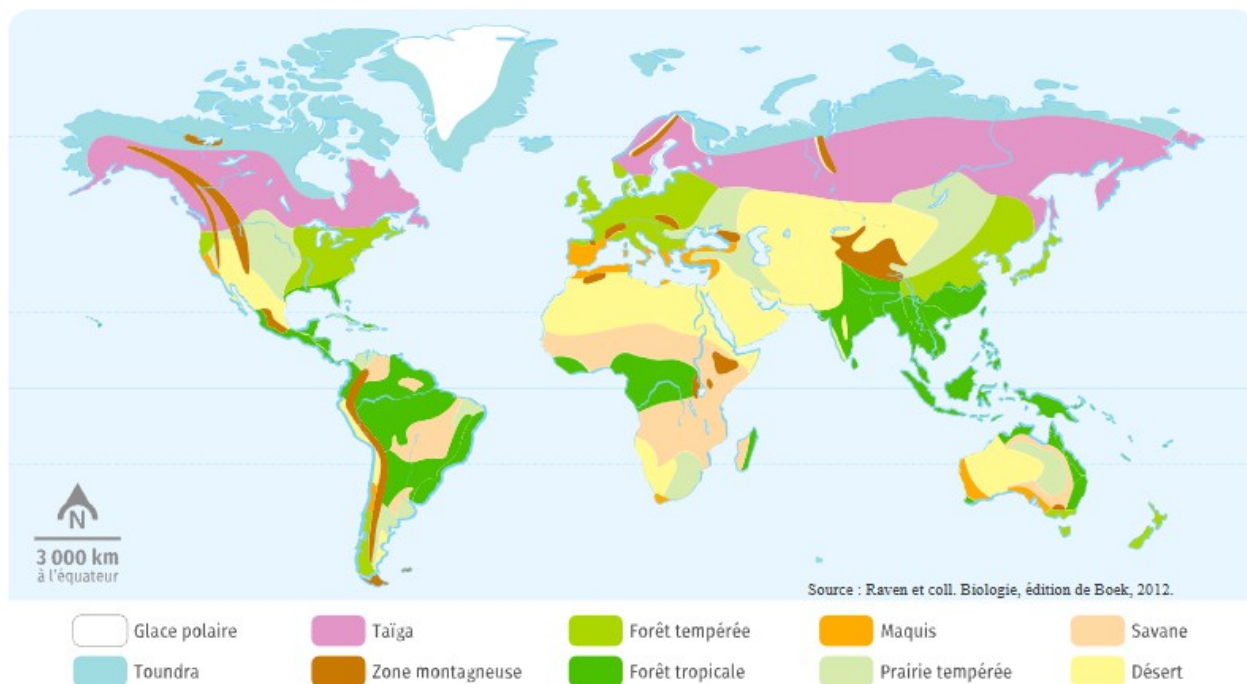 N
3 000 km
à l'équateur
Source : Raven et coll. Biologie, édition de Boek, 2012.
Glace polaire
Taïga
Forêt tempérée
Maquis
Savane
Toundra
Zone montagneuse
Forêt tropicale
Prairie tempérée
Désert